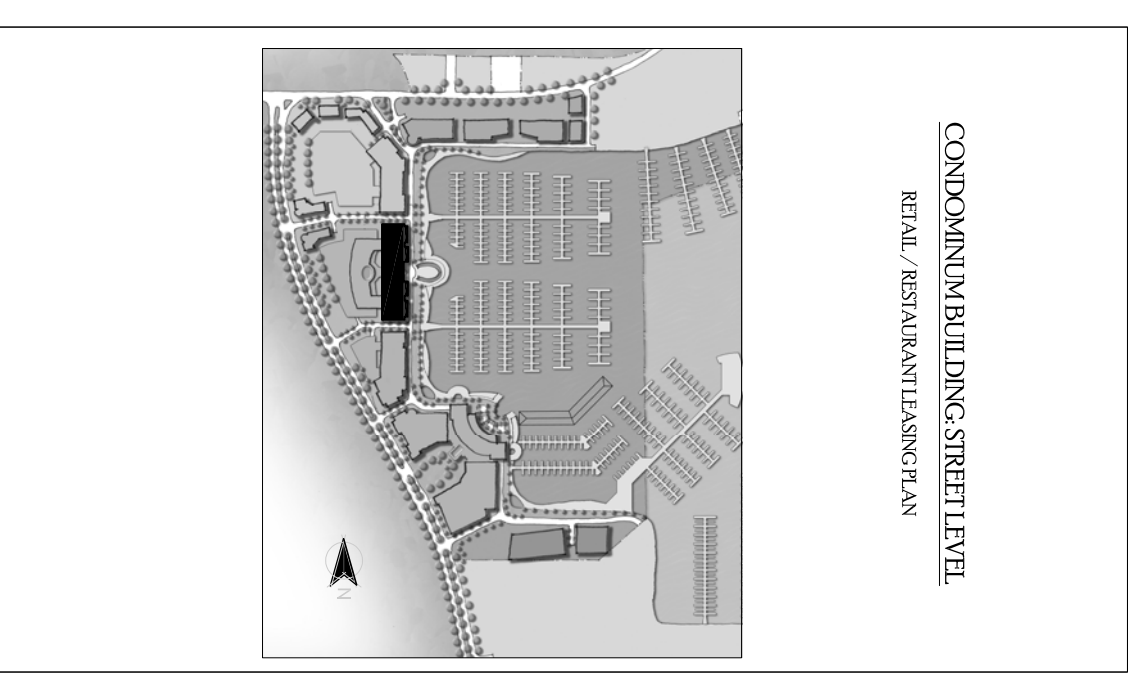 CONDOMINUM BUILDING: STREET LEVEL
RETAIL / RESTAURANT LEASING PLAN
N